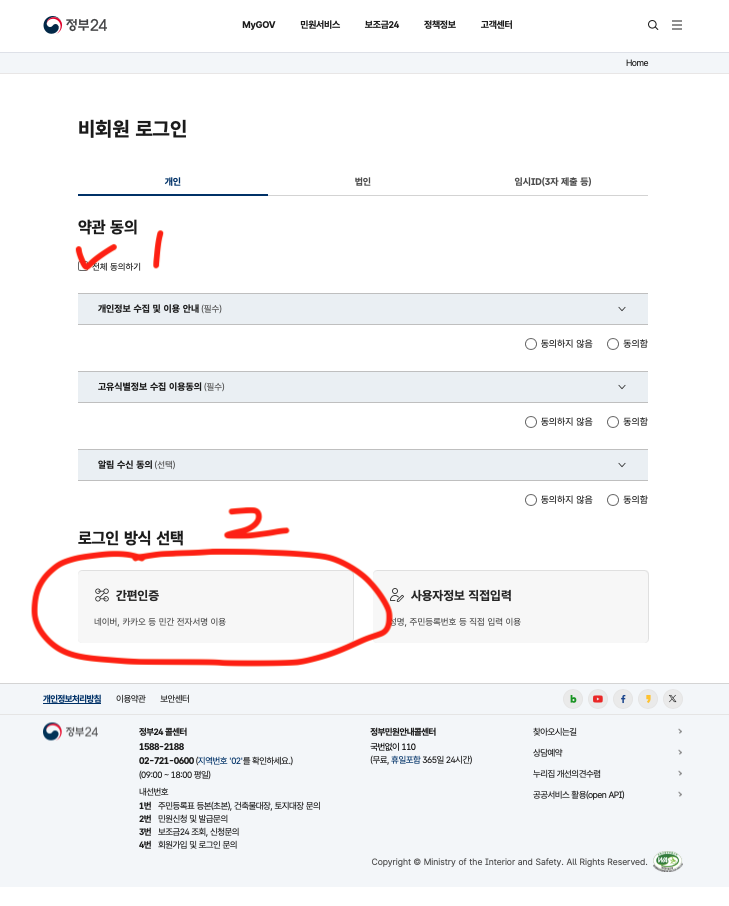 정부24
MyGOV 민원서비스 보조금24 정책정보 고객센터
Home
비회원 로그인
개인 법인 임시ID(3자 제출 등)
약관 동의
1
전체 동의하기
개인정보 수집 및 이용 안내 (필수)
동의하지 않음 동의함
고유식별정보 수집 이용동의 (필수)
동의하지 않음 동의함
알림 수신 동의 (선택)
동의하지 않음 동의함
2
로그인 방식 선택
간편인증
네이버, 카카오 등 민간 전자서명 이용
사용자정보 직접입력
성명, 주민등록번호 등 직접 입력 이용
개인정보처리방침 이용약관 보안센터
정부24
정부24 콜센터
1588-2188
02-721-0600 (지역번호 '02'를 확인하세요.)
(09:00 ~ 18:00 평일)
내선번호
1번 주민등록표 등본(초본), 건축물대장, 토지대장 문의
2번 민원신청 및 발급문의
3번 보조금24 조회, 신청문의
4번 회원가입 및 로그인 문의
정부민원안내콜센터
국번없이 110
(무료, 휴일포함 365일 24시간)
찾아오시는길
상담예약
누리집 개선의견수렴
공공서비스 활용(open API)
Copyright © Ministry of the Interior and Safety. All Rights Reserved.
WA